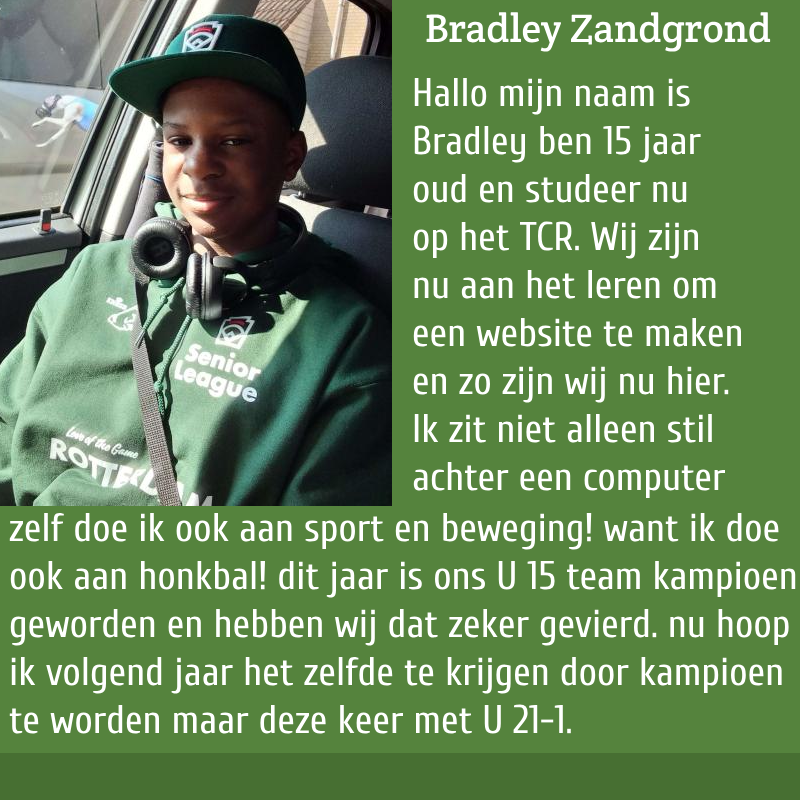 Bradley Zandgrond
Hallo mijn naam is
Bradley ben 15 jaar
oud en studeer nu
op het TCR. Wij zijn
nu aan het leren om
een website te maken
en zo zijn wij nu hier.
Ik zit niet alleen stil
achter een computer
zelf doe ik ook aan sport en beweging! want ik doe
ook aan honkbal! dit jaar is ons U 15 team kampioen
geworden en hebben wij dat zeker gevierd. nu hoop
ik volgend jaar het zelfde te krijgen door kampioen
te worden maar deze keer met U 21-1.
Senior
League
Love of the Game
ROTTERDAM